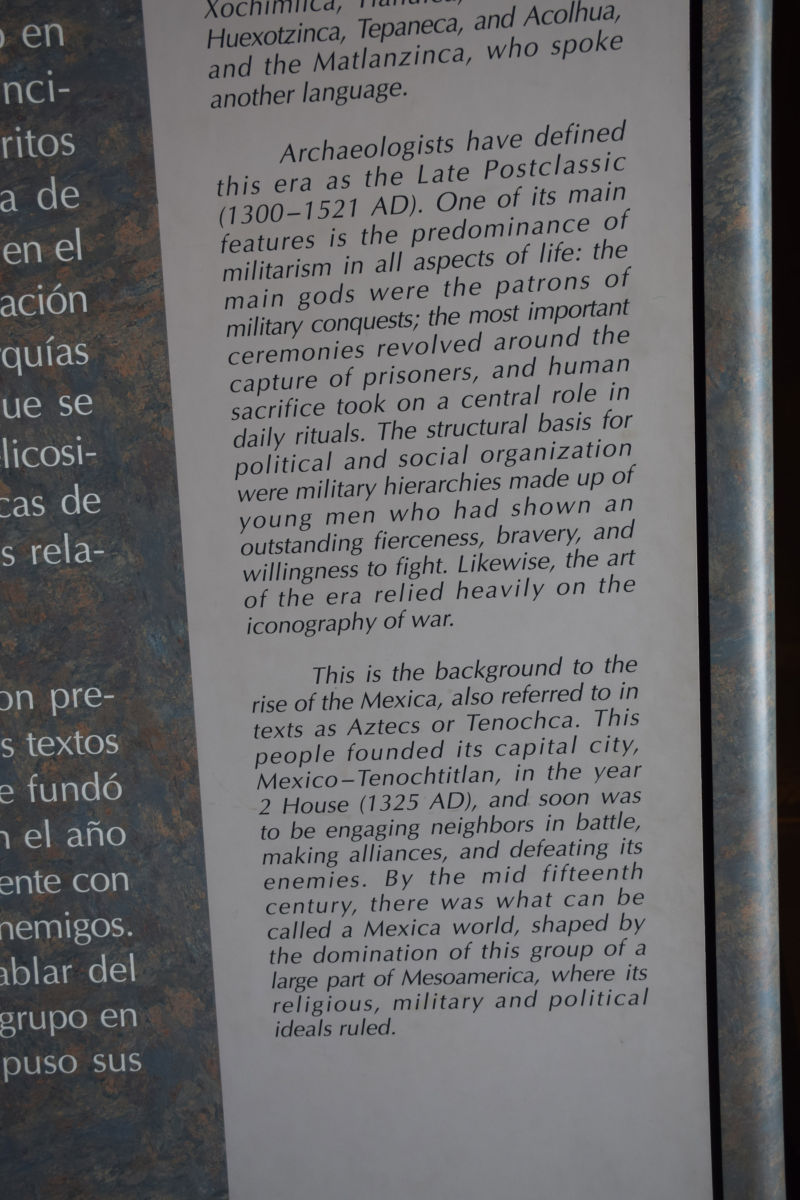 en
nci-
ritos
a de
en el
ación
quías
ue se
licosi-
cas de
s rela-
on pre-
s textos
e fundó
n el año
ente con
nemigos.
ablar del
grupo en
puso sus
Xochimilca,
Huexotzinca, Tepaneca, and Acolhua,
and the Matlanzinca, who spoke
another language.
Archaeologists have defined
this era as the Late Postclassic
(1300–1521 AD). One of its main
features is the predominance of
militarism in all aspects of life: the
main gods were the patrons of
military conquests; the most important
ceremonies revolved around the
capture of prisoners, and human
sacrifice took on a central role in
daily rituals. The structural basis for
political and social organization
were military hierarchies made up of
young men who had shown an
outstanding fierceness, bravery, and
willingness to fight. Likewise, the art
of the era relied heavily on the
iconography of war.
This is the background to the
rise of the Mexica, also referred to in
texts as Aztecs or Tenochca. This
people founded its capital city,
Mexico–Tenochtitlan, in the year
2 House (1325 AD), and soon was
to be engaging neighbors in battle,
making alliances, and defeating its
enemies. By the mid fifteenth
century, there was what can be
called a Mexica world, shaped by
the domination of this group of a
large part of Mesoamerica, where its
religious, military and political
ideals ruled.